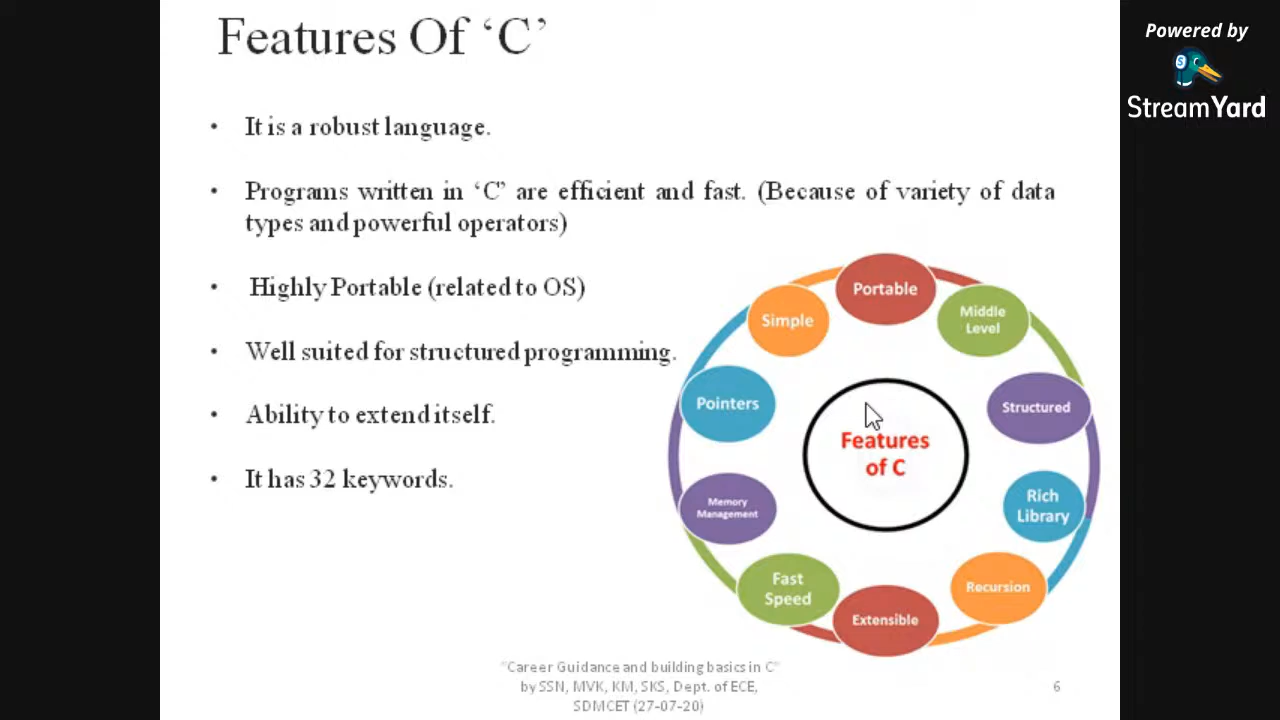 Features Of ‘C’
Powered by
S
StreamYard
• It is a robust language.
• Programs written in ‘C’ are efficient and fast. (Because of variety of data
types and powerful operators)
• Highly Portable (related to OS)
• Well suited for structured programming.
• Ability to extend itself.
• It has 32 keywords.
Portable
Middle
Level
Structured
Rich
Library
Recursion
Extensible
Fast
Speed
Memory
Management
Pointers
Simple
Features
of C
“Career Guidance and building basics in C”
by SSN, MVK, KM, SKS, Dept. of ECE,
SDMCET (27-07-20)
6